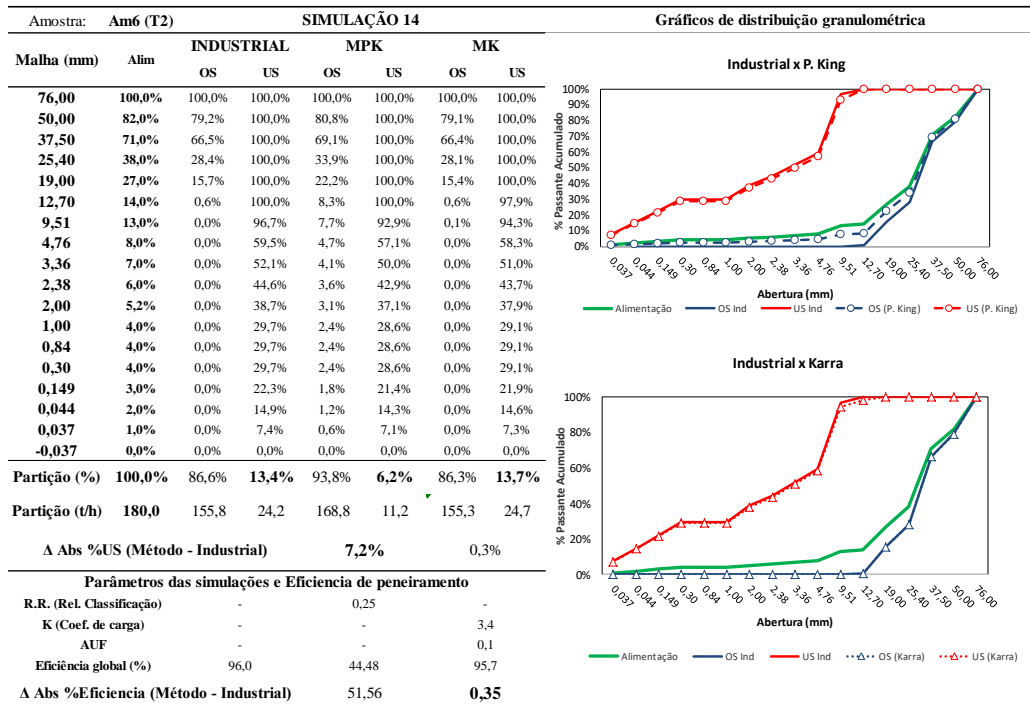 Amostra: Am6 (T2) SIMULAÇÃO 14 Gráficos de distribuição granulométrica
Malha (mm) Alim INDUSTRIAL MPK MK
OS US OS US OS US
76,00 100,0% 100,0% 100,0% 100,0% 100,0% 100,0% 100,0%
50,00 82,0% 79,2% 100,0% 80,8% 100,0% 79,1% 100,0%
37,50 71,0% 66,5% 100,0% 69,1% 100,0% 66,4% 100,0%
25,40 38,0% 28,4% 100,0% 33,9% 100,0% 28,1% 100,0%
19,00 27,0% 15,7% 100,0% 22,2% 100,0% 15,4% 100,0%
12,70 14,0% 0,6% 100,0% 8,3% 100,0% 0,6% 97,9%
9,51 13,0% 0,0% 96,7% 7,7% 92,9% 0,1% 94,3%
4,76 8,0% 0,0% 59,5% 4,7% 57,1% 0,0% 58,3%
3,36 7,0% 0,0% 52,1% 4,1% 50,0% 0,0% 51,0%
2,38 6,0% 0,0% 44,6% 3,6% 42,9% 0,0% 43,7%
2,00 5,2% 0,0% 38,7% 3,1% 37,1% 0,0% 37,9%
1,00 4,0% 0,0% 29,7% 2,4% 28,6% 0,0% 29,1%
0,84 4,0% 0,0% 29,7% 2,4% 28,6% 0,0% 29,1%
0,30 4,0% 0,0% 29,7% 2,4% 28,6% 0,0% 29,1%
0,149 3,0% 0,0% 22,3% 1,8% 21,4% 0,0% 21,9%
0,044 2,0% 0,0% 14,9% 1,2% 14,3% 0,0% 14,6%
0,037 1,0% 0,0% 7,4% 0,6% 7,1% 0,0% 7,3%
-0,037 0,0% 0,0% 0,0% 0,0% 0,0% 0,0% 0,0%
Partição (%) 100,0% 86,6% 13,4% 93,8% 6,2% 86,3% 13,7%
Partição (t/h) 180,0 155,8 24,2 168,8 11,2 155,3 24,7
Δ Abs %US (Método - Industrial) 7,2% 0,3%
Parâmetros das simulações e Eficiencia de peneiramento
R.R. (Rel. Classificação) - 0,25 -
K (Coef. de carga) - - 3,4
AUF - - 0,1
Eficiência global (%) 96,0 44,48 95,7
Δ Abs %Eficiencia (Método - Industrial) 51,56 0,35
Industrial x P. King
% Passante Acumulado
100%
90%
80%
70%
60%
50%
40%
30%
20%
10%
0%
0,037 0,044 0,149 0,30 0,84 1,00 2,00 2,38 3,36 4,76 9,51 12,70 19,00 25,40 37,50 50,00 76,00
Abertura (mm)
Alimentação OS Ind US Ind OS (P. King) US (P. King)
Industrial x Karra
% Passante Acumulado
100%
80%
60%
40%
20%
0%
0,037 0,044 0,149 0,30 0,84 1,00 2,00 2,38 3,36 4,76 9,51 12,70 19,00 25,40 37,50 50,00 76,00
Abertura (mm)
Alimentação OS Ind US Ind OS (Karra) US (Karra)